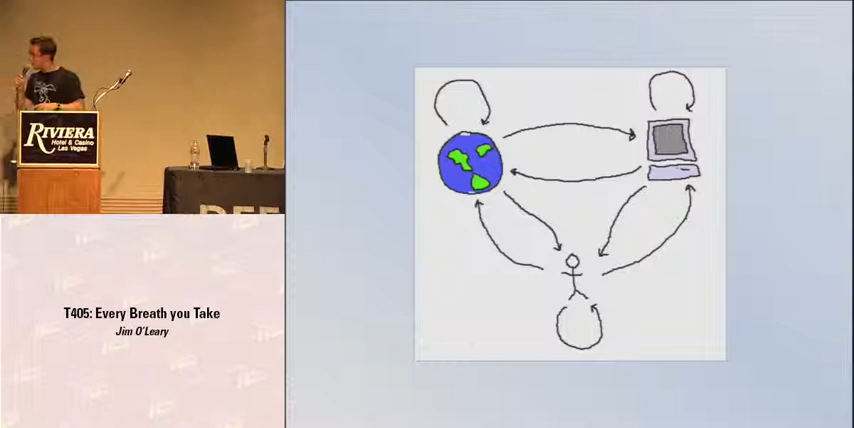 RIVIERA
Hotel & Casino
Las Vegas
T405: Every Breath you Take
Jim O'Leary